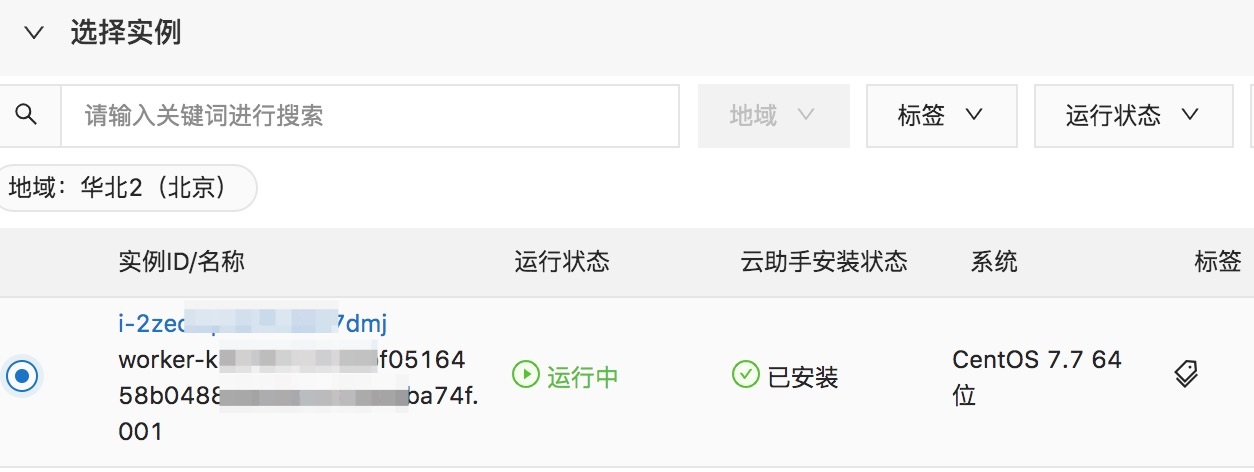 选择实例
请输入关键词进行搜索
地域
标签
运行状态
地域：华北2（北京）
实例ID/名称
运行状态
云助手安装状态
系统
标签
i-2zec 7dmj
worker-k f05164
58b0488 ba74f.
001
运行中
已安装
CentOS 7.7 64
位